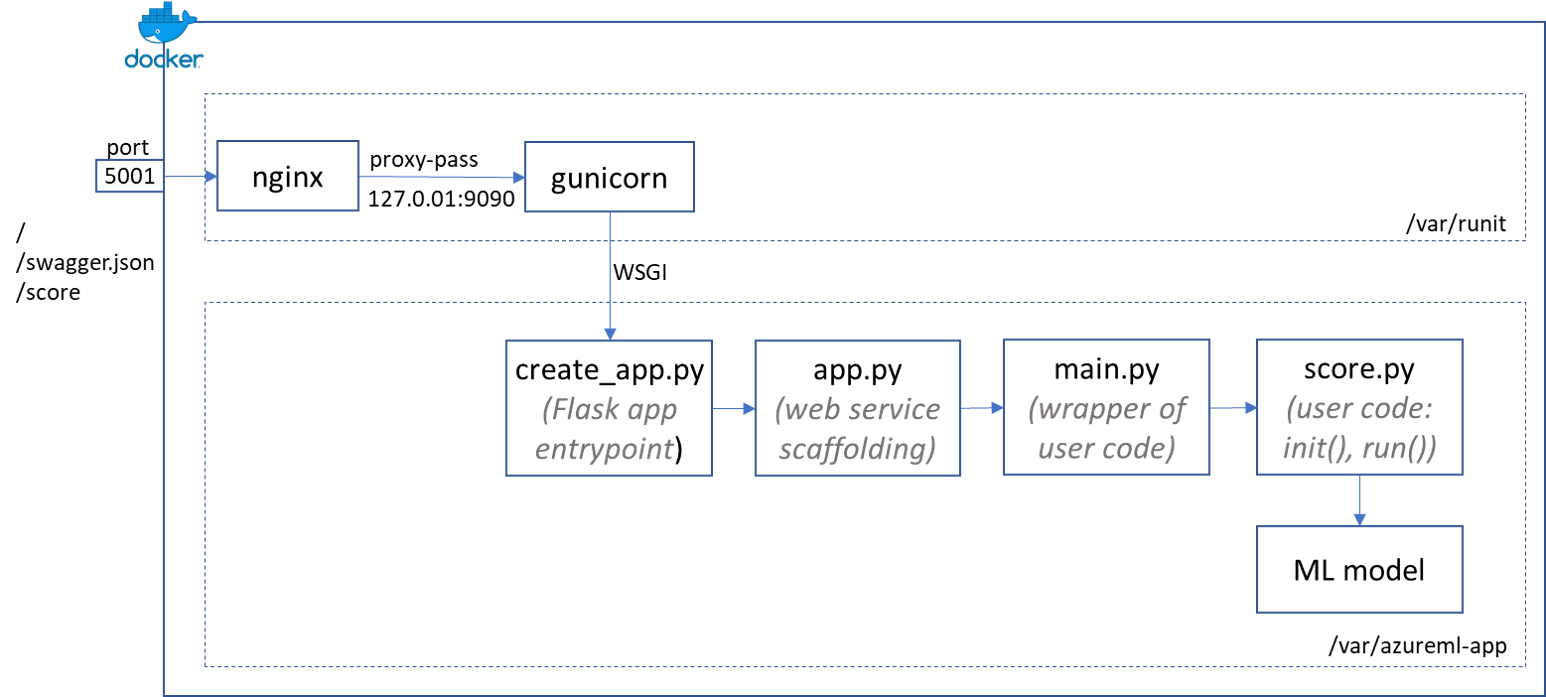 docker
port
5001
/
/swagger.json
/score
nginx
proxy-pass
127.0.01:9090
gunicorn
/var/runit
WSGI
create_app.py
(Flask app
entrypoint)
app.py
(web service
scaffolding)
main.py
(wrapper of
user code)
score.py
(user code:
init(), run())
ML model
/var/azureml-app